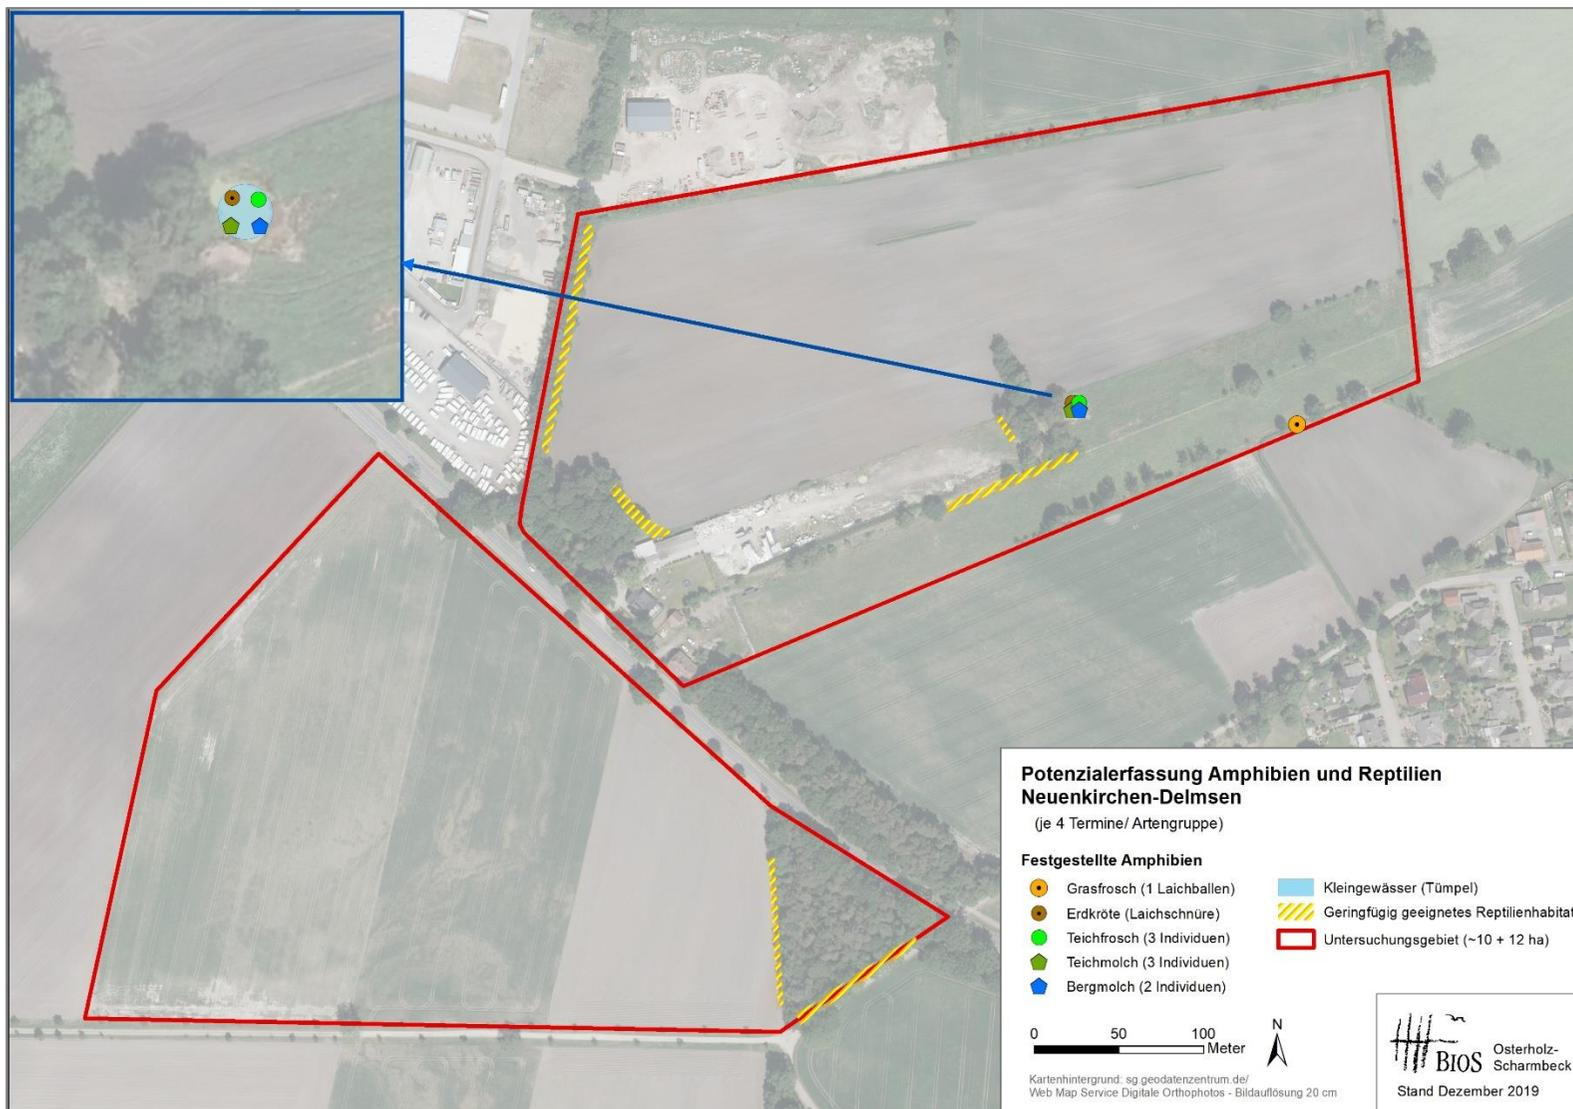 Potenzialerfassung Amphibien und Reptilien
Neuenkirchen-Delmsen
(je 4 Termine/ Artengruppe)
Festgestellte Amphibien
Grasfrosch (1 Laichballen)
Erdkröte (Laichschnüre)
Teichfrosch (3 Individuen)
Teichmolch (3 Individuen)
Bergmolch (2 Individuen)
Kleingewässer (Tümpel)
Geringfügig geeignetes Reptilienhabitat
Untersuchungsgebiet (~10 + 12 ha)
0 50 100
Meter
N
Kartenhintergrund: sg.geodatenzentrum.de/
Web Map Service Digitale Orthophotos - Bildauflösung 20 cm
BIOS
Osterholz-
Scharmbeck
Stand Dezember 2019